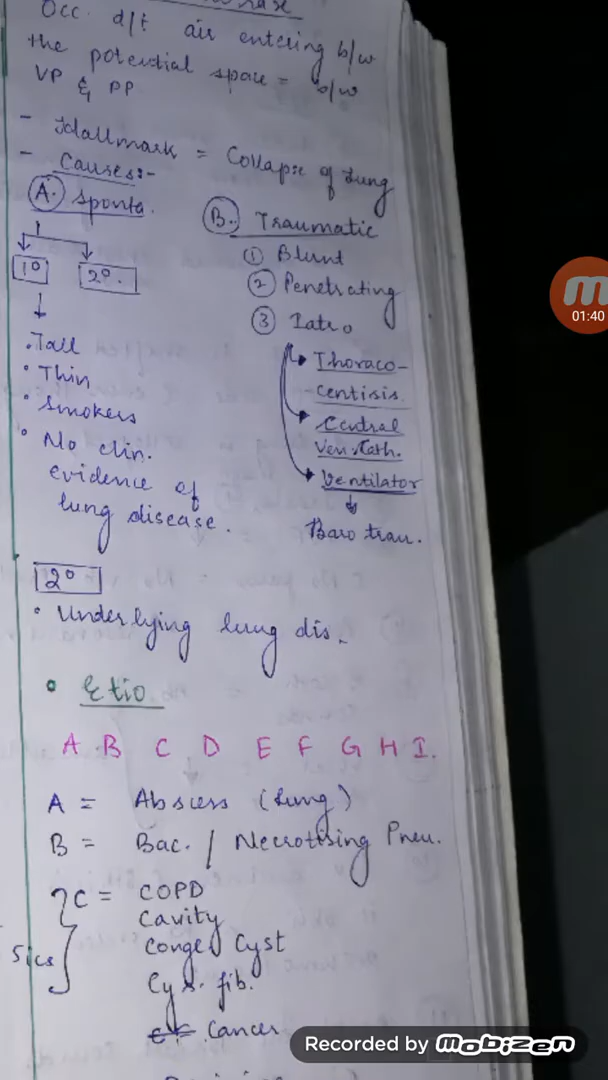 Occ. d/t air entering b/w
the potential space = b/w
VP & PP
- Hallmark = Collapse of Lung
- Causes:-
A. Sponta.
1° 2°.
• Tall
• Thin
• Smokers
• No clin.
evidence of
lung disease.
B. Traumatic
① Blunt
② Penetrating
③ Iatro
Thoraco-
centisis.
Central
Ven. Cath.
Ventilator
Baro trau.
2°
• Underlying lung dis.
• Etio
A B C D E F G H I.
A = Abscess (Lung)
B = Bac. / Necrotising Pneu.
5 ics
C = COPD
Cavity
Conge. Cyst
Cys. fib.
Cancer
01:40
Recorded by mobizen